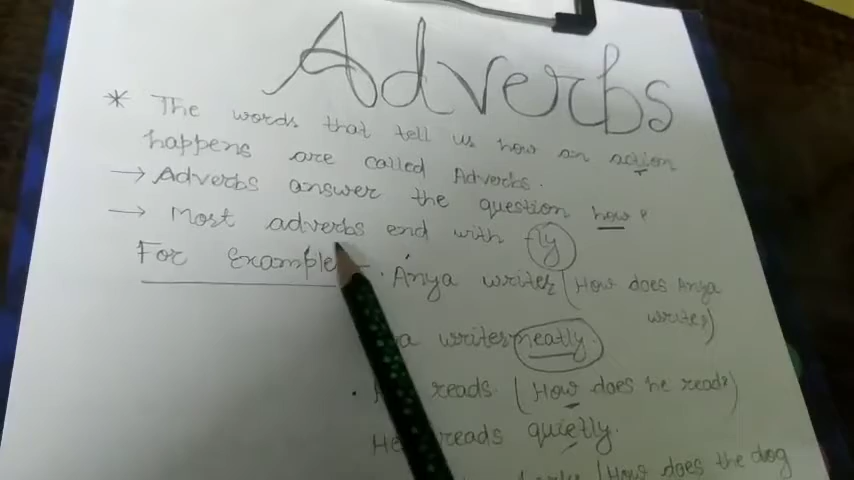 Adverbs
* The words that tell us how an action
happens are called Adverbs.
→ Adverbs answer the question how?
→ Most adverbs end with ly
For example - . Anya writes (How does Anya
writes)
writes neatly.
. reads. (How does he reads)
He reads quietly.
(How does the dog